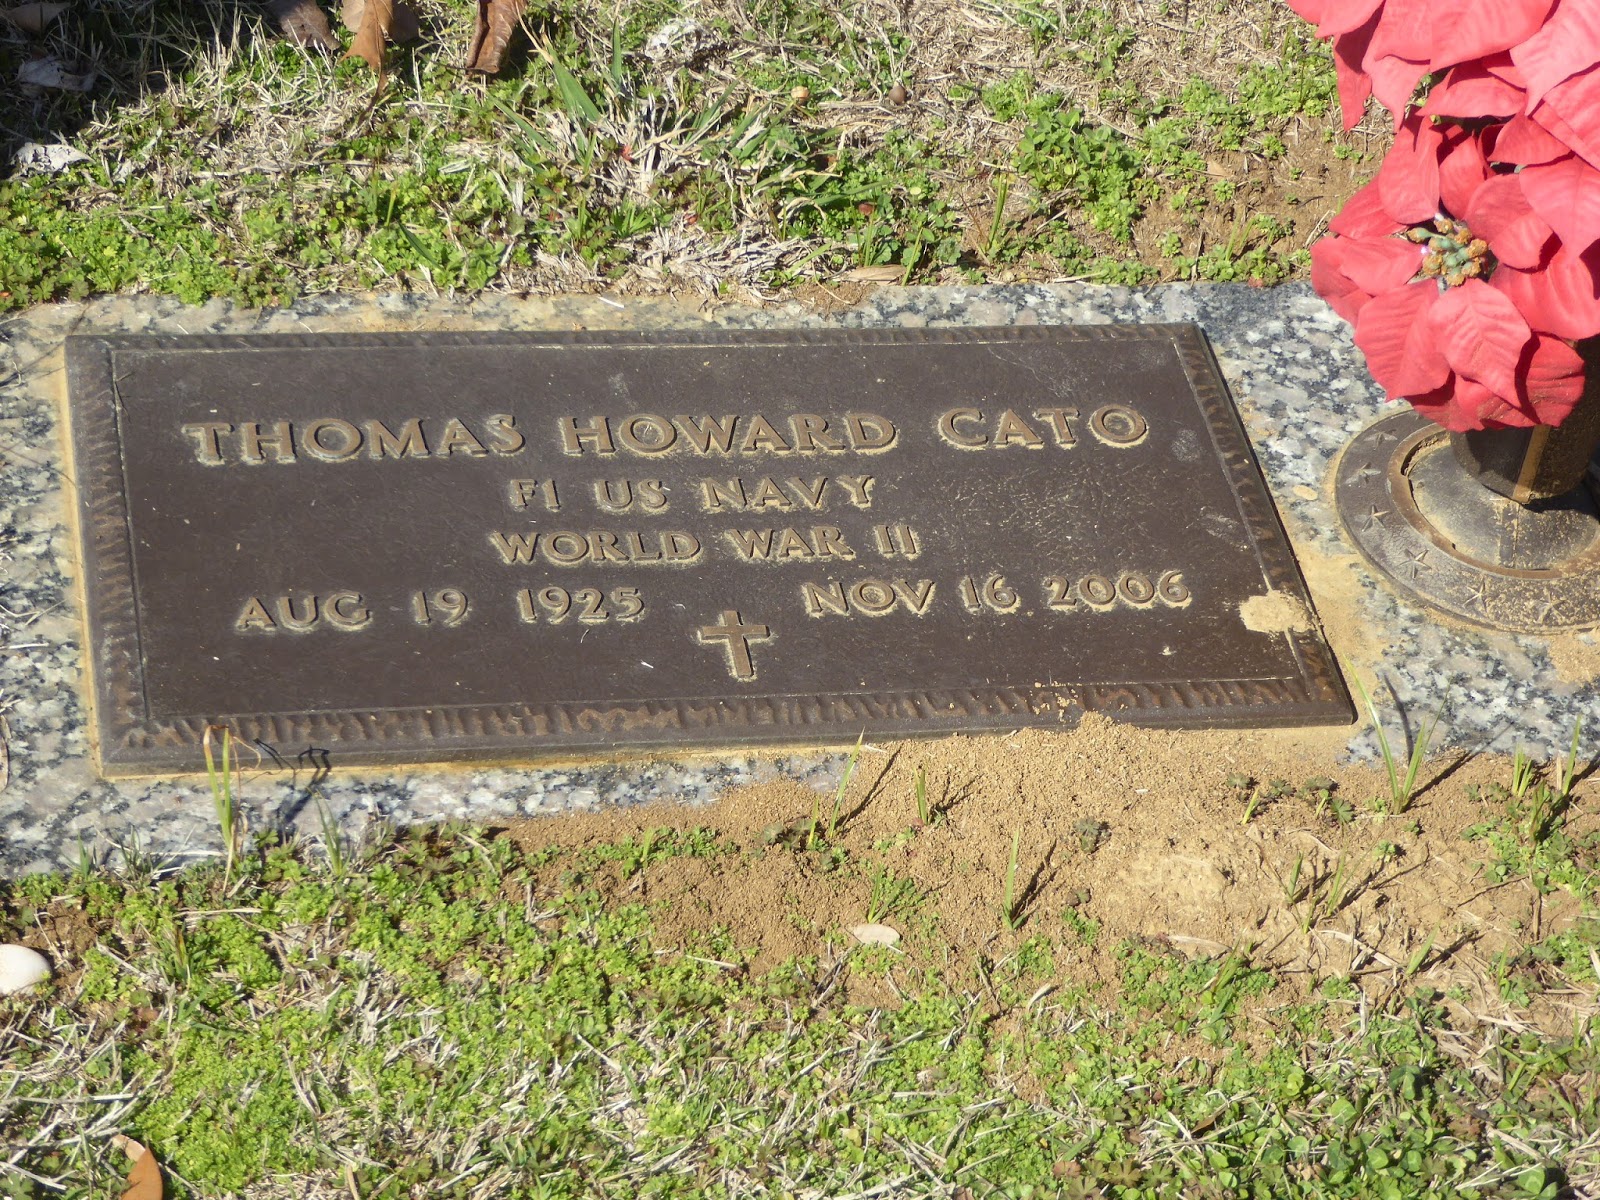 THOMAS HOWARD CATO
F1 US NAVY
WORLD WAR II
AUG 19 1925 NOV 16 2006